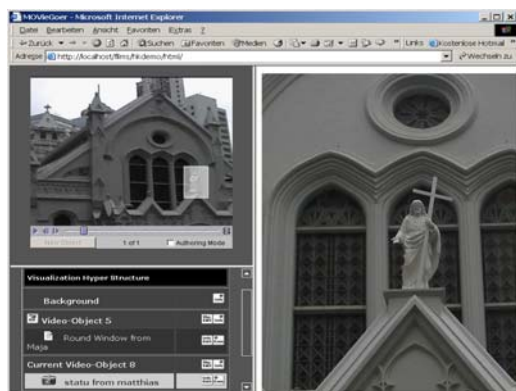 MOVieGoer - Microsoft Internet Explorer
Datei Bearbeiten Ansicht Favoriten Extras ?
Zurück Suchen Favoriten Medien Links Kostenlose Hotmail
Adresse http://localhost/films/hkdemo/html/ Wechseln zu
1 of 1 Authoring Mode
Visualization Hyper Structure
Background
Video-Object 5
Round Window from
Maja
Current Video-Object 8
statu from matthias